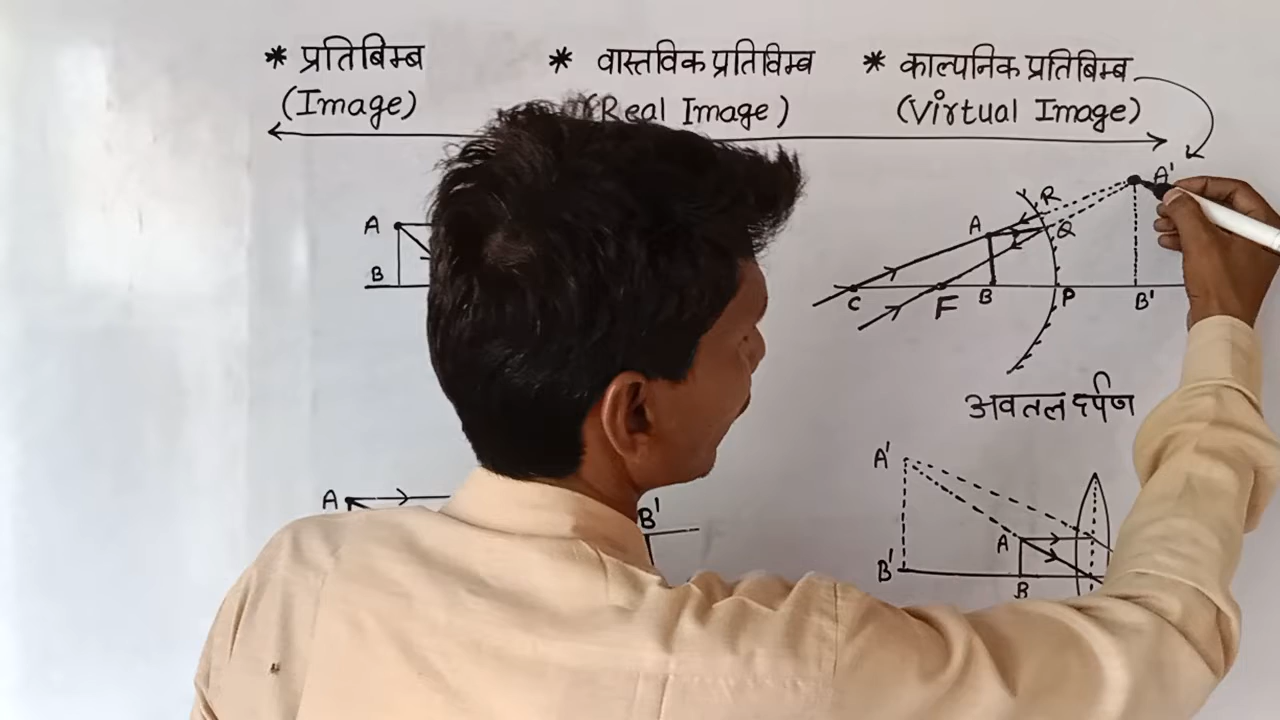 * प्रतिबिम्ब
(Image)
* वास्तविक प्रतिविम्ब
(Real Image)
* काल्पनिक प्रतिबिम्ब
(Virtual Image)
A
B
A'
R
Q
A
C
F
B
P
B'
अवतल दर्पण
A'
A
B'
B
A
B'